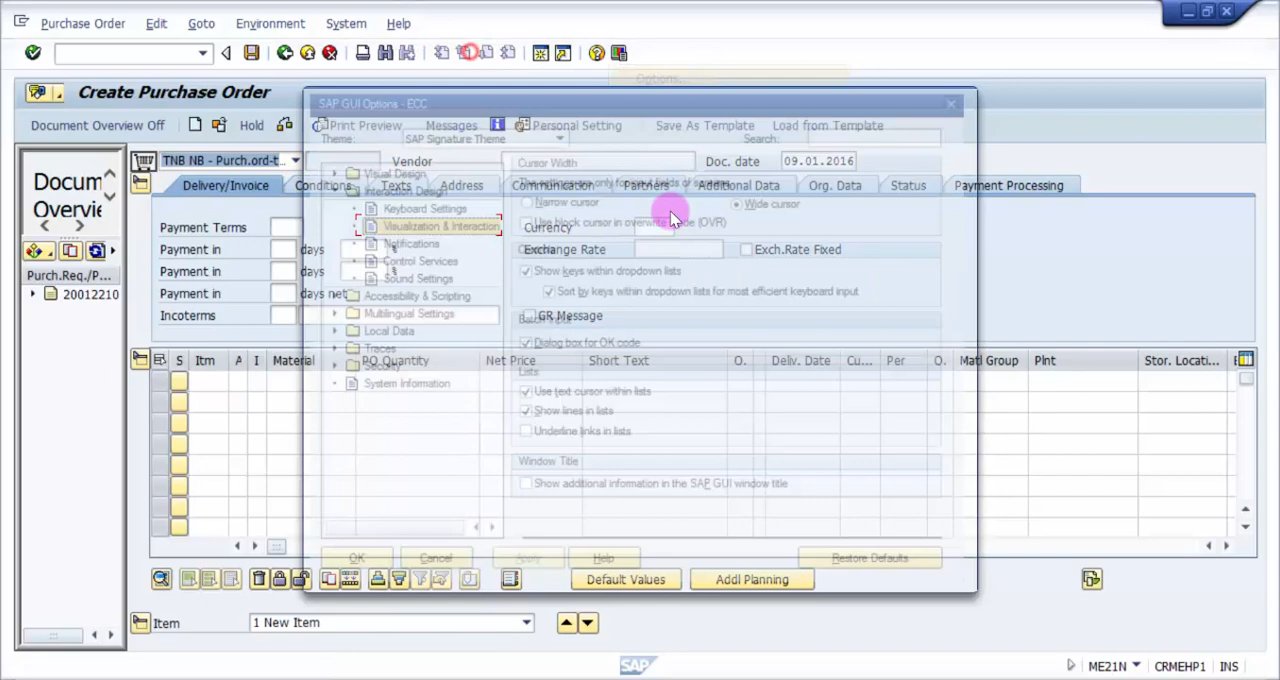 Purchase Order Edit Goto Environment System Help
Options...
Create Purchase Order
SAP GUI Options - ECC
Document Overview Off Hold Print Preview Messages Personal Setting Save As Template Load from Template
Theme: SAP Signature Theme Search:
TNB NB - Purch.ord-t... Vendor Doc. date 09.01.2016
Cursor Width
Visual Design
Docum
Overvie
Delivery/Invoice Conditions Texts Address Communication Partners Additional Data Org. Data Status Payment Processing
Interaction Design
Narrow cursor Wide cursor
Keyboard Settings
Use block cursor in overwrite mode (OVR)
Payment Terms Visualization & Interaction Currency
Notifications
Payment in days % Exchange Rate Exch.Rate Fixed
Control Services
Payment in days % Show keys within dropdown lists
Sound Settings
Purch.Req./P...
20012210
Payment in days net Accessibility & Scripting Sort by keys within dropdown lists for most efficient keyboard input
Incoterms Multilingual Settings GR Message
Batch Input
Local Data
Dialog box for OK code
Traces
S Itm A I Material PO Quantity Net Price Short Text O. Deliv. Date Cu... Per O. Matl Group Plnt Stor. Locati...
Security
Lists
System Information
Use text cursor within lists
Show lines in lists
Underline links in lists
Window Title
Show additional information in the SAP GUI window title
OK Cancel Apply Help Restore Defaults
Default Values Addl Planning
Item 1 New Item
SAP ME21N CRMEHP1 INS